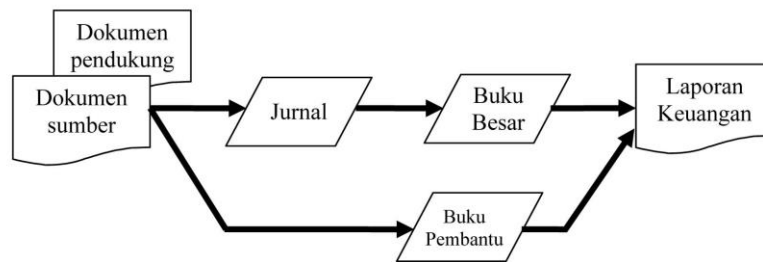 Dokumen
pendukung
Dokumen
sumber
Jurnal
Buku
Besar
Laporan
Keuangan
Buku
Pembantu